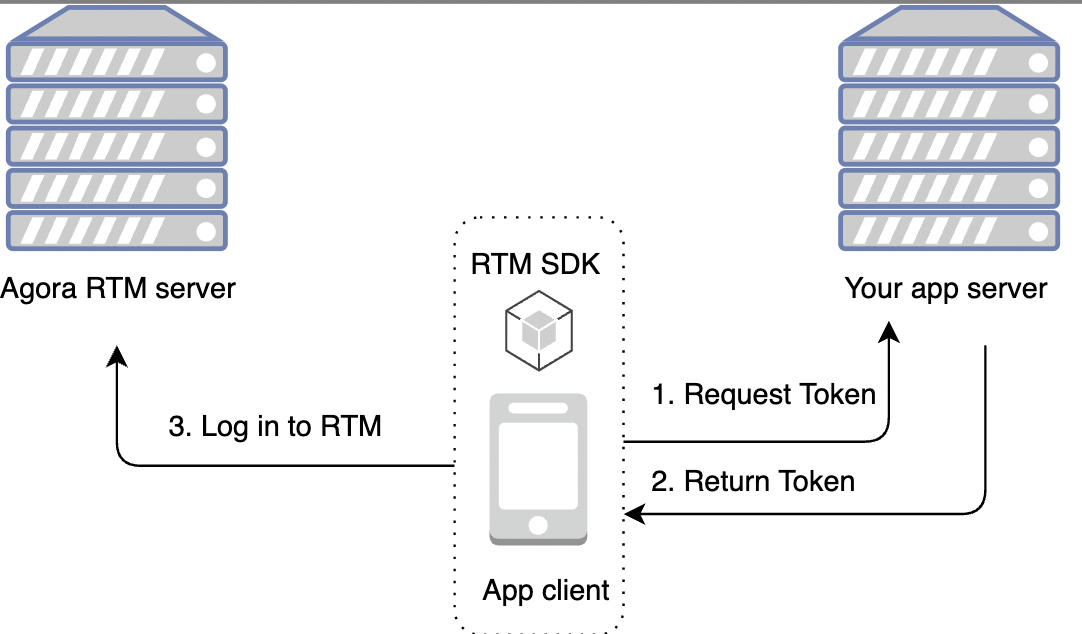 RTM SDK
Agora RTM server
Your app server
1. Request Token
3. Log in to RTM
2. Return Token
App client